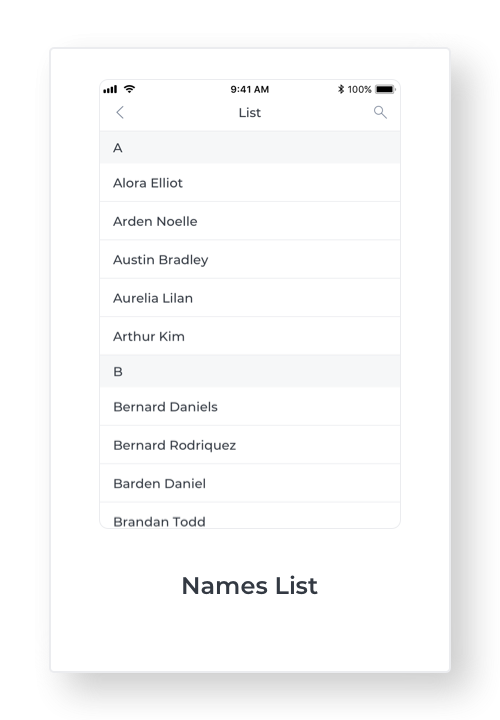 9:41 AM 100%
List
A
Alora Elliot
Arden Noelle
Austin Bradley
Aurelia Lilan
Arthur Kim
B
Bernard Daniels
Bernard Rodriquez
Barden Daniel
Brandan Todd
Names List